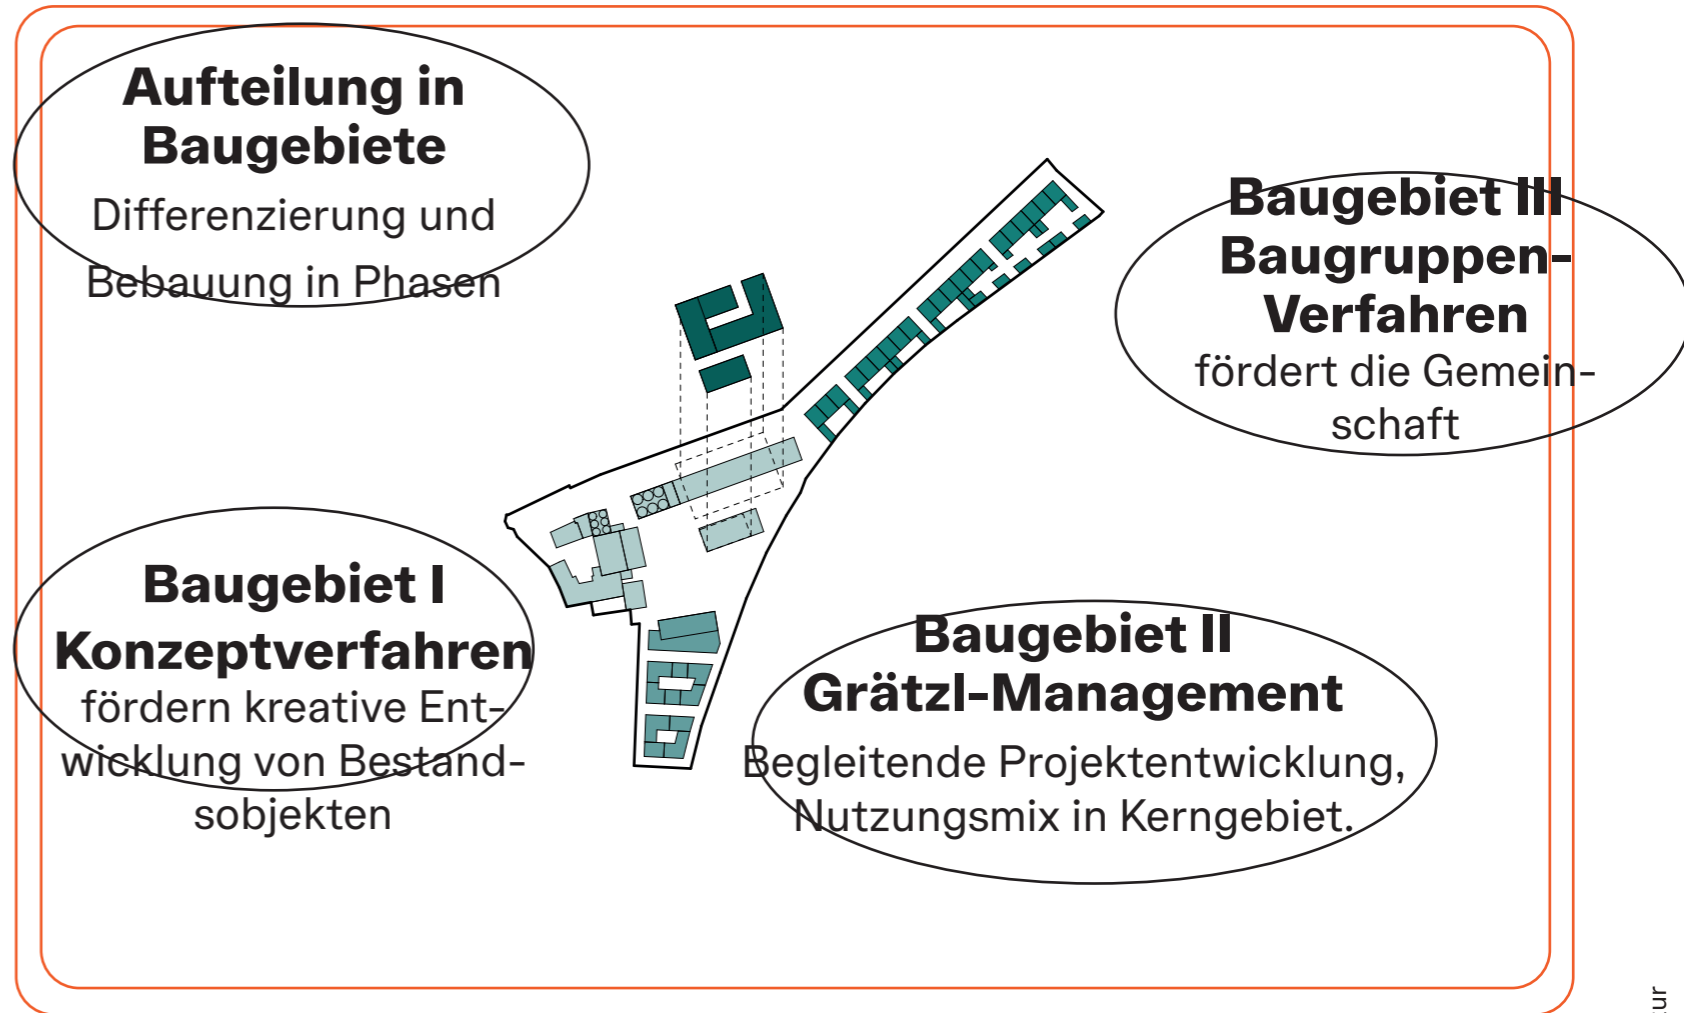 Aufteilung in
Baugebiete
Differenzierung und
Bebauung in Phasen
Baugebiet III
Baugruppen-
Verfahren
fördert die Gemein-
schaft
Baugebiet I
Konzeptverfahren
fördern kreative Ent-
wicklung von Bestand-
sobjekten
Baugebiet II
Grätzl-Management
Begleitende Projektentwicklung,
Nutzungsmix in Kerngebiet.
ur